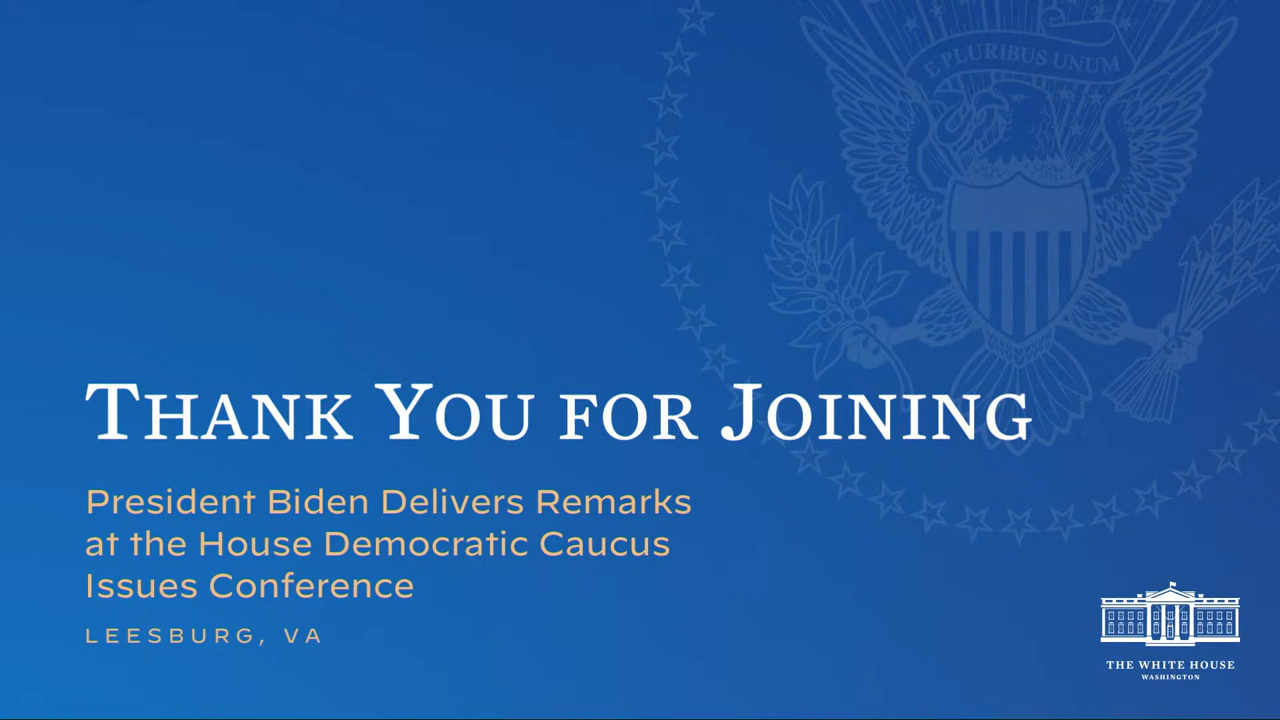 E PLURIBUS UNUM
THANK YOU FOR JOINING
President Biden Delivers Remarks
at the House Democratic Caucus
Issues Conference
LEESBURG, VA
THE WHITE HOUSE
WASHINGTON